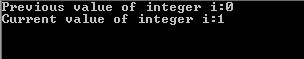 Previous value of integer i:0
Current value of integer i:1